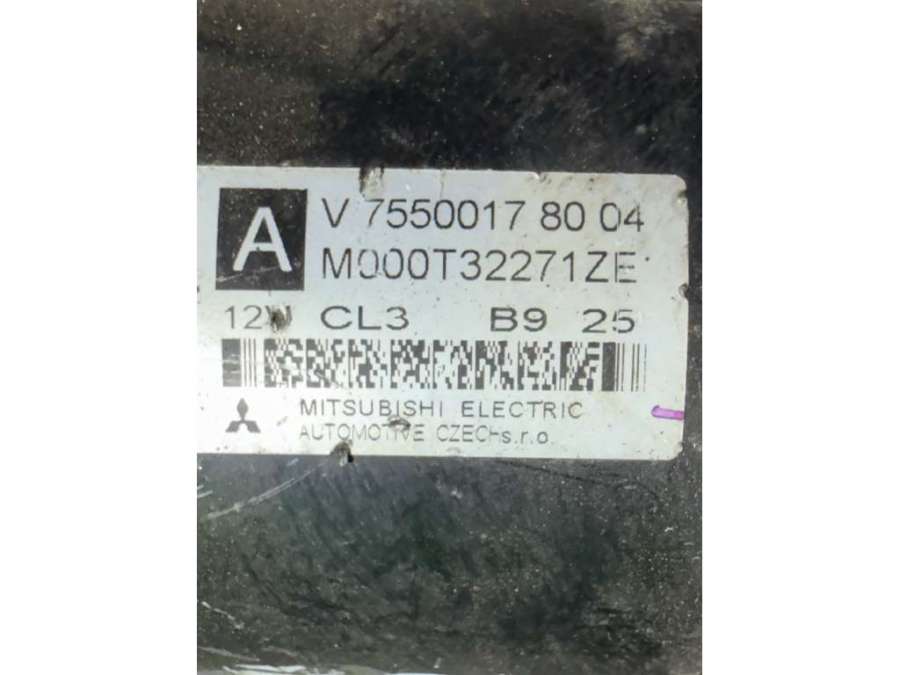 A
V 7550017 80 04
M000T32271ZE
12V CL3 B9 25
MITSUBISHI ELECTRIC
AUTOMOTIVE CZECH s.r.o.